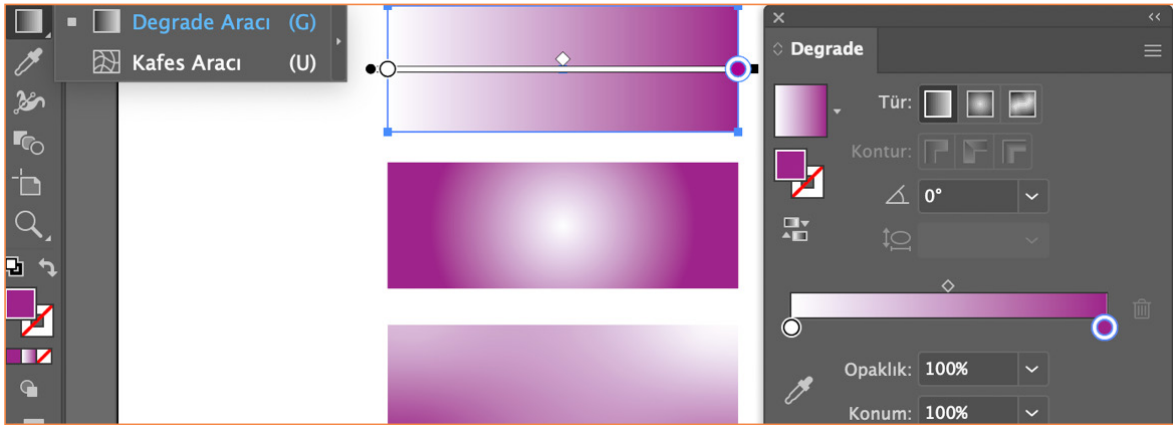 Degrade Aracı (G)
Kafes Aracı (U)
Degrade
Tür:
Kontur:
0°
Opaklık: 100%
Konum: 100%